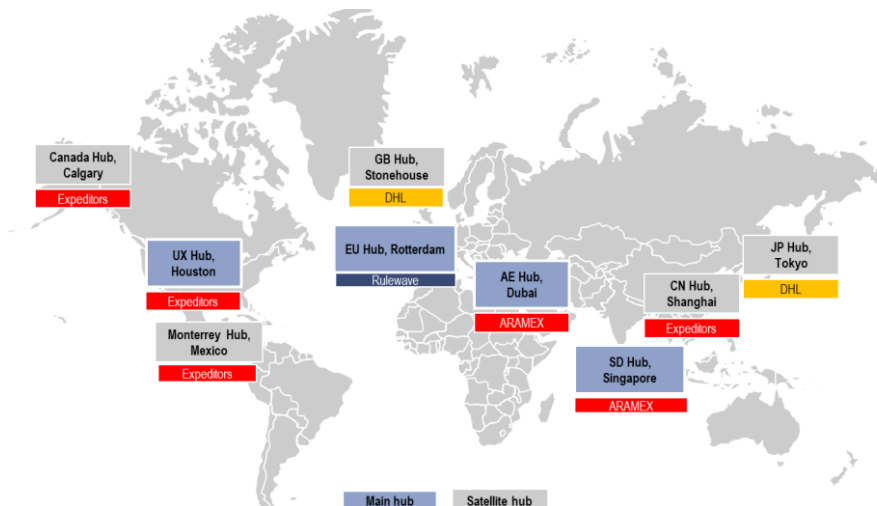 Canada Hub,
Calgary
Expeditors
GB Hub,
Stonehouse
DHL
UX Hub,
Houston
Expeditors
EU Hub, Rotterdam
Rulewave
AE Hub,
Dubai
ARAMEX
JP Hub,
Tokyo
DHL
CN Hub,
Shanghai
Expeditors
Monterrey Hub,
Mexico
Expeditors
SD Hub,
Singapore
ARAMEX
Main hub
Satellite hub